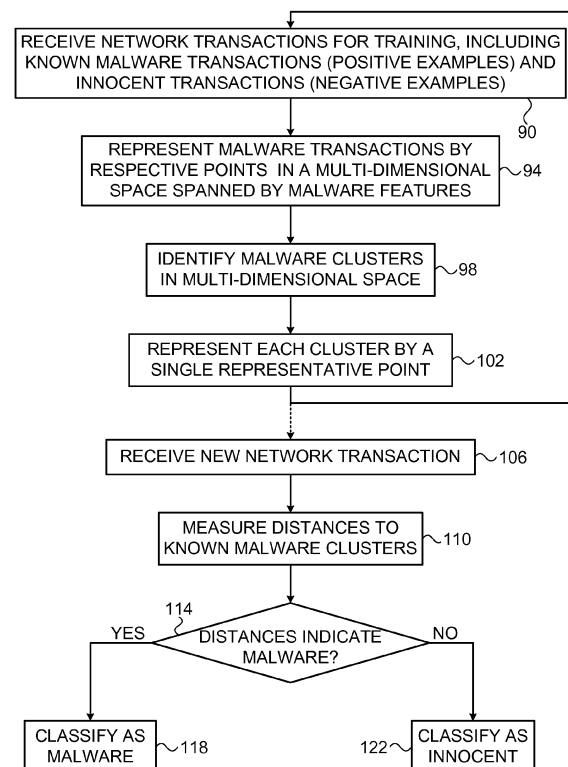 RECEIVE NETWORK TRANSACTIONS FOR TRAINING, INCLUDING
KNOWN MALWARE TRANSACTIONS (POSITIVE EXAMPLES) AND
INNOCENT TRANSACTIONS (NEGATIVE EXAMPLES)
90
REPRESENT MALWARE TRANSACTIONS BY
RESPECTIVE POINTS IN A MULTI-DIMENSIONAL
SPACE SPANNED BY MALWARE FEATURES
94
IDENTIFY MALWARE CLUSTERS
IN MULTI-DIMENSIONAL SPACE
98
REPRESENT EACH CLUSTER BY A
SINGLE REPRESENTATIVE POINT
102
RECEIVE NEW NETWORK TRANSACTION
106
MEASURE DISTANCES TO
KNOWN MALWARE CLUSTERS
110
114
YES
DISTANCES INDICATE
MALWARE?
NO
CLASSIFY AS
MALWARE
118
122
CLASSIFY AS
INNOCENT